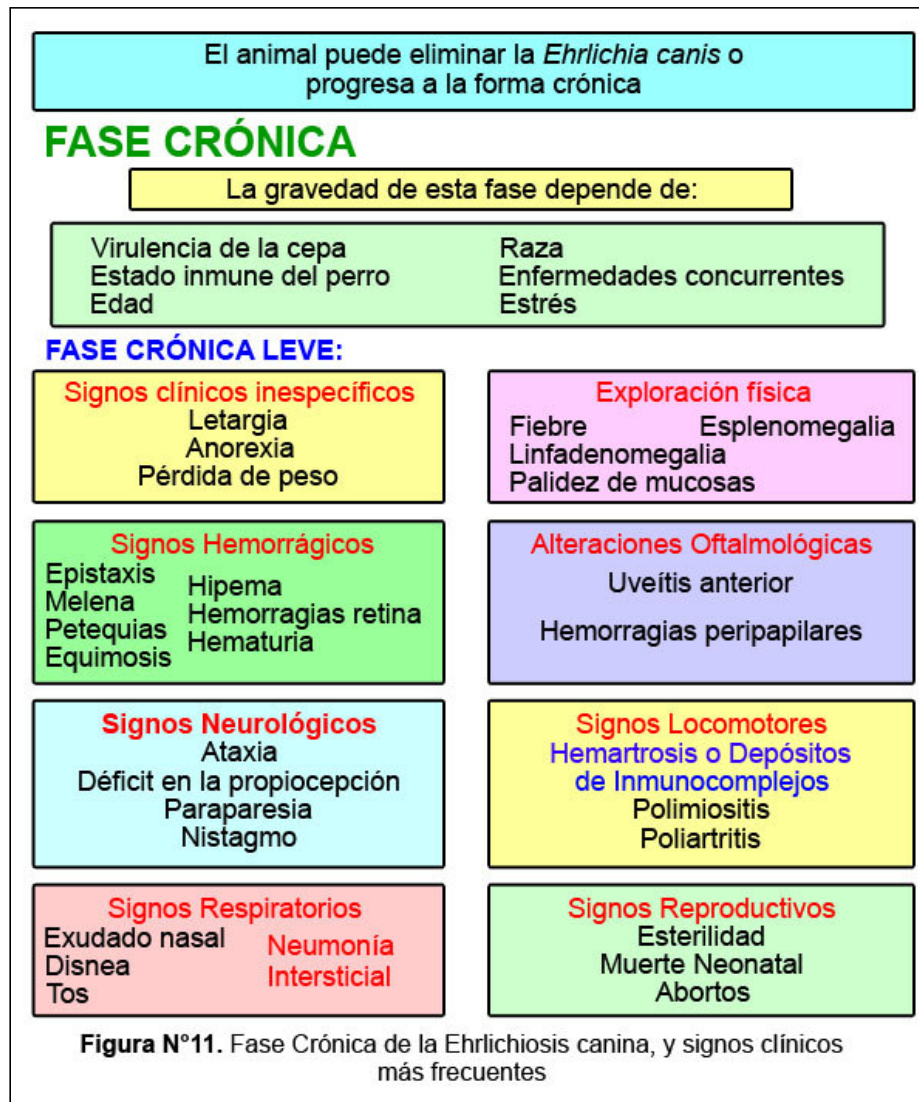 El animal puede eliminar la Ehrlichia canis o
progresa a la forma crónica
FASE CRÓNICA
La gravedad de esta fase depende de:
Virulencia de la cepa
Estado inmune del perro
Edad
Raza
Enfermedades concurrentes
Estrés
FASE CRÓNICA LEVE:
Signos clínicos inespecíficos
Letargia
Anorexia
Pérdida de peso
Exploración física
Fiebre
Esplenomegalia
Linfadenomegalia
Palidez de mucosas
Signos Hemorrágicos
Epistaxis
Melena
Petequias
Equimosis
Hipema
Hemorragias retina
Hematuria
Alteraciones Oftalmológicas
Uveítis anterior
Hemorragias peripapilares
Signos Neurológicos
Ataxia
Déficit en la propiocepción
Paraparesia
Nistagmo
Signos Locomotores
Hemartrosis o Depósitos
de Inmunocomplejos
Polimiositis
Poliartritis
Signos Respiratorios
Exudado nasal
Disnea
Tos
Neumonía
Intersticial
Signos Reproductivos
Esterilidad
Muerte Neonatal
Abortos
Figura N°11. Fase Crónica de la Ehrlichiosis canina, y signos clínicos
más frecuentes